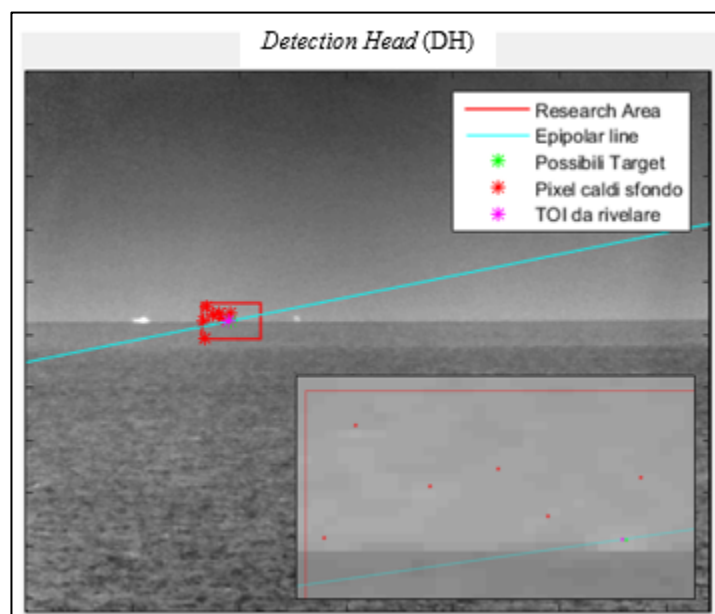 Detection Head (DH)
Research Area
Epipolar line
Possibili Target
Pixel caldi sfondo
TOI da rivelare